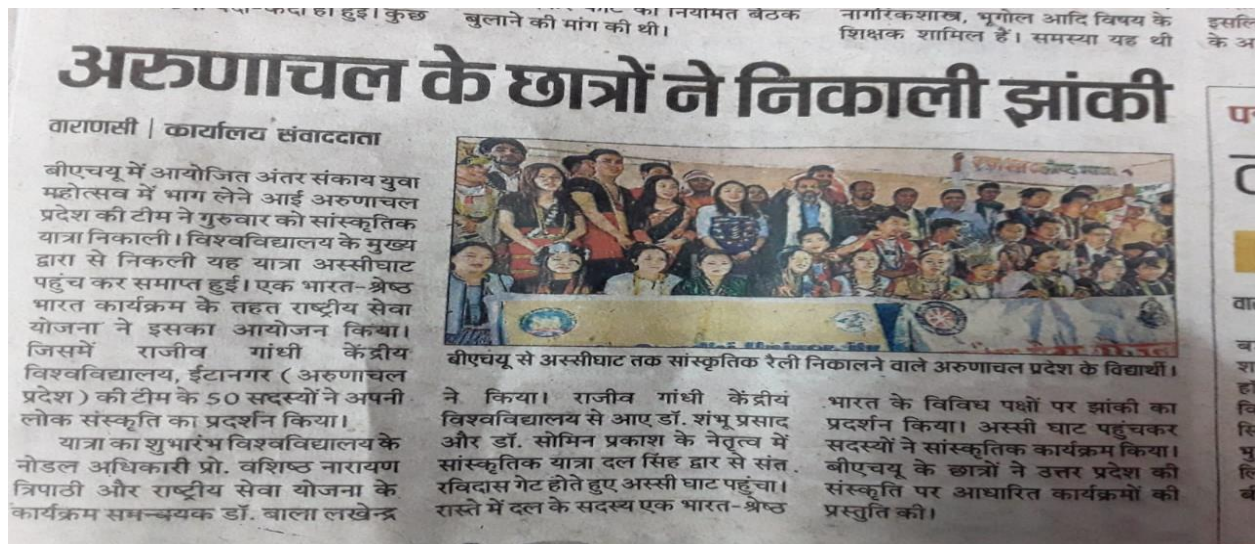 बुलाने की मांग की थी।
नागरिकशास्त्र, भूगोल आदि विषय के
शिक्षक शामिल हैं। समस्या यह थी
इसलि
के अ
अरुणाचल के छात्रों ने निकाली झांकी
वाराणसी | कार्यालय संवाददाता
बीएचयू में आयोजित अंतर संकाय युवा
महोत्सव में भाग लेने आई अरुणाचल
प्रदेश की टीम ने गुरुवार को सांस्कृतिक
यात्रा निकाली। विश्वविद्यालय के मुख्य
द्वारा से निकली यह यात्रा अस्सीघाट
पहुंच कर समाप्त हुई। एक भारत-श्रेष्ठ
भारत कार्यक्रम के तहत राष्ट्रीय सेवा
योजना ने इसका आयोजन किया।
जिसमें राजीव गांधी केंद्रीय
विश्वविद्यालय, ईटानगर ( अरुणाचल
प्रदेश ) की टीम के 50 सदस्यों ने अपनी
लोक संस्कृति का प्रदर्शन किया।
यात्रा का शुभारंभ विश्वविद्यालय के
नोडल अधिकारी प्रो. वशिष्ठ नारायण
त्रिपाठी और राष्ट्रीय सेवा योजना के
कार्यक्रम समन्वयक डॉ. बाला लखेन्द्र
बीएचयू से अस्सीघाट तक सांस्कृतिक रैली निकालने वाले अरुणाचल प्रदेश के विद्यार्थी।
ने किया। राजीव गांधी केंद्रीय
विश्वविद्यालय से आए डॉ. शंभू प्रसाद
और डॉ. सोमिन प्रकाश के नेतृत्व में
सांस्कृतिक यात्रा दल सिंह द्वार से संत
रविदास गेट होते हुए अस्सी घाट पहुंचा।
रास्ते में दल के सदस्य एक भारत-श्रेष्ठ
भारत के विविध पक्षों पर झांकी का
प्रदर्शन किया। अस्सी घाट पहुंचकर
सदस्यों ने सांस्कृतिक कार्यक्रम किया।
बीएचयू के छात्रों ने उत्तर प्रदेश की
संस्कृति पर आधारित कार्यक्रमों की
प्रस्तुति की।